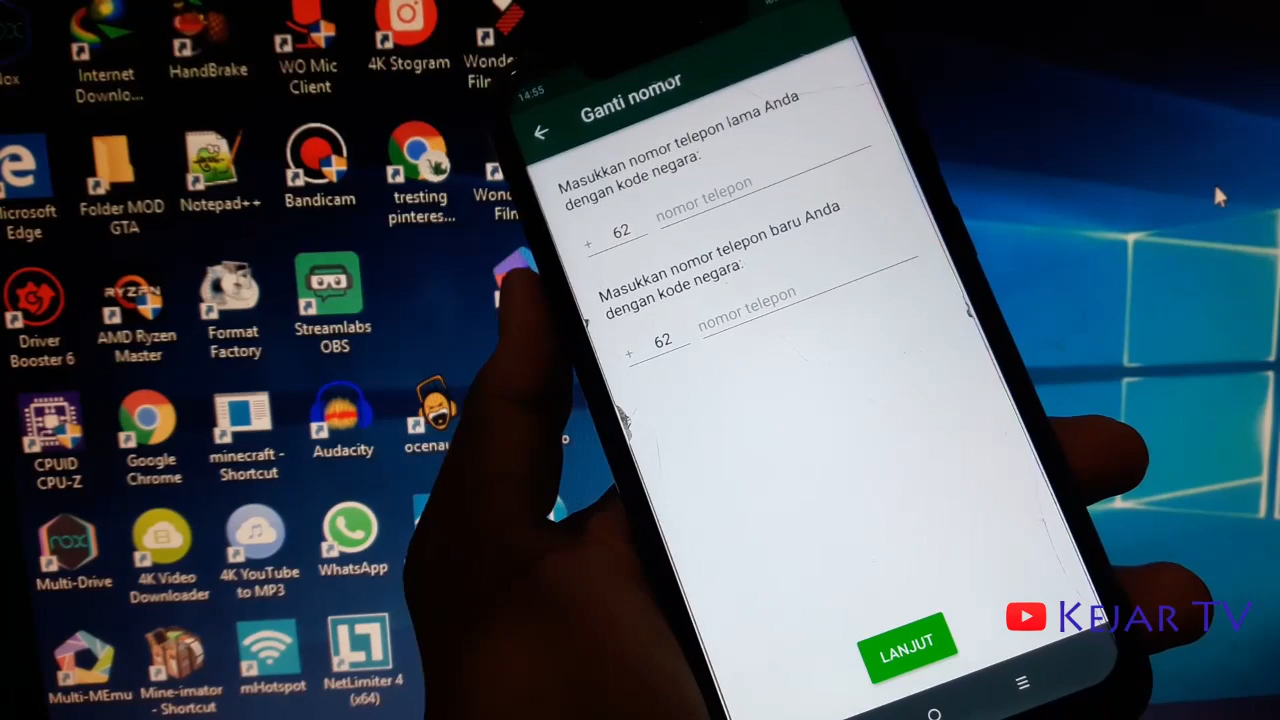 Internet
Downlo...
HandBrake
WO Mic
Client
4K Stogram
Microsoft
Edge
Folder MOD
GTA
Notepad++
Bandicam
tresting
pinteres...
Driver
Booster 6
RYZEN
AMD Ryzen
Master
Format
Factory
Streamlabs
OBS
CPUID
CPU-Z
Google
Chrome
minecraft -
Shortcut
Audacity
ocenau
nox
Multi-Drive
4K Video
Downloader
4K YouTube
to MP3
WhatsApp
Multi-MEmu
Mine-imator
- Shortcut
mHotspot
NetLimiter 4
(x64)
14:55
Ganti nomor
Masukkan nomor telepon lama Anda
dengan kode negara:
+ 62 nomor telepon
Masukkan nomor telepon baru Anda
dengan kode negara:
+ 62 nomor telepon
LANJUT
KEJAR TV